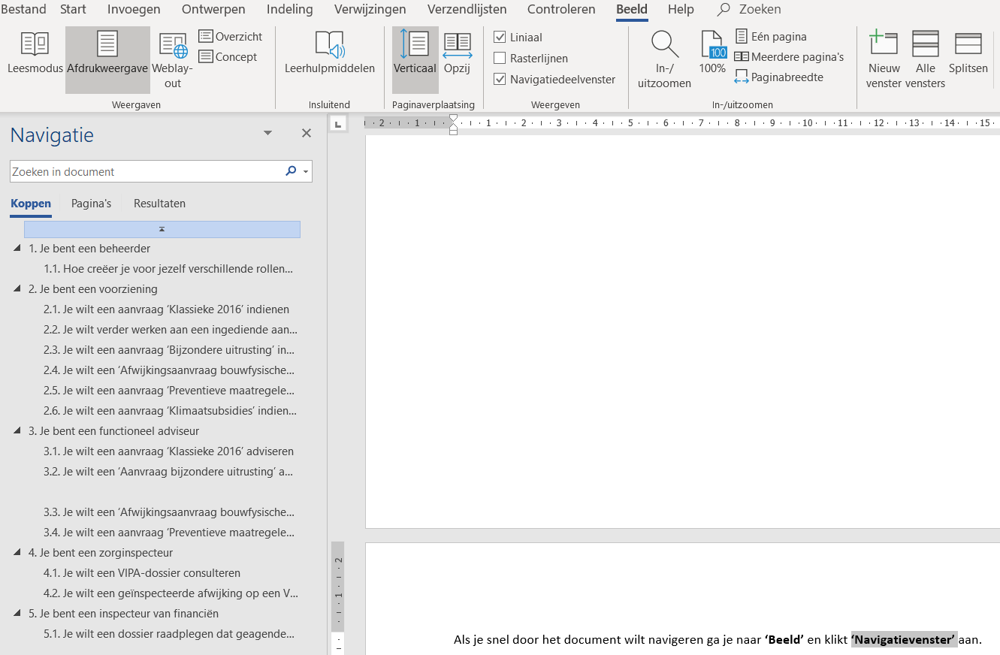 Bestand Start Invoegen Ontwerpen Indeling Verwijzingen Verzendlijsten Controleren Beeld Help Zoeken
Leesmodus
Afdrukweergave
Weblay-
out
Overzicht
Concept
Weergaven
Leerhulpmiddelen
Insluitend
Verticaal
Opzij
Paginaverplaatsing
Liniaal
Rasterlijnen
Navigatiedeelvenster
Weergeven
In-/
uitzoomen
100
100%
Eén pagina
Meerdere pagina's
Paginabreedte
In-/uitzoomen
Nieuw
venster
Alle
vensters
Splitsen
Navigatie
Zoeken in document
Koppen Pagina's Resultaten
1. Je bent een beheerder
1.1. Hoe creëer je voor jezelf verschillende rollen...
2. Je bent een voorziening
2.1. Je wilt een aanvraag ‘Klassieke 2016’ indienen
2.2. Je wilt verder werken aan een ingediende aan...
2.3. Je wilt een aanvraag ‘Bijzondere uitrusting’ in...
2.4. Je wilt een ‘Afwijkingsaanvraag bouwfysische...
2.5. Je wilt een aanvraag ‘Preventieve maatregele...
2.6. Je wilt een aanvraag ‘Klimaatsubsidies’ indien...
3. Je bent een functioneel adviseur
3.1. Je wilt een aanvraag ‘Klassieke 2016’ adviseren
3.2. Je wilt een ‘Aanvraag bijzondere uitrusting’ a...
3.3. Je wilt een ‘Afwijkingsaanvraag bouwfysische...
3.4. Je wilt een aanvraag ‘Preventieve maatregele...
4. Je bent een zorginspecteur
4.1. Je wilt een VIPA-dossier consulteren
4.2. Je wilt een geïnspecteerde afwijking op een V...
5. Je bent een inspecteur van financiën
5.1. Je wilt een dossier raadplegen dat geagende...
2 1 1 2 3 4 5 6 7 8 9 10 11 12 13 14 15
2
1
Als je snel door het document wilt navigeren ga je naar ‘Beeld’ en klikt ‘Navigatievenster’ aan.